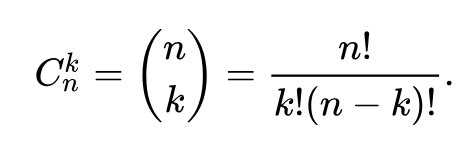 $C_n^k = \binom{n}{k} = \frac{n!}{k!(n-k)!}.$